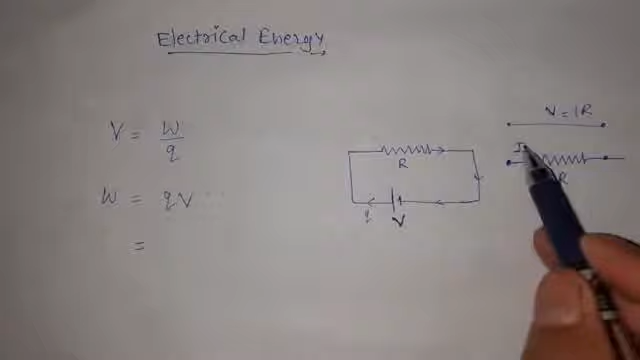 Electrical Energy
V = W/q
W = qV
=
R
q
V
V = IR
I
R